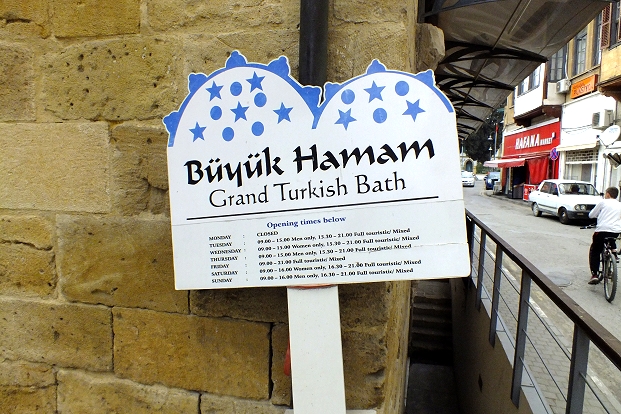 Büyük Hamam
Grand Turkish Bath
Opening times below
MONDAY : CLOSED
TUESDAY : 09.00 – 15.00 Men only, 15.30 – 21.00 Full touristic/ Mixed
WEDNESDAY : 09.00 – 15.00 Women only, 15.30 – 21.00 Full touristic/ Mixed
THURSDAY : 09.00 – 15.00 Men only, 15.30 – 21.00 Full touristic/ Mixed
FRIDAY : 09.00 – 21.00 Full touristic/Mixed
SATURDAY : 09.00 – 16.00 Women only, 16.30 – 21.00 Full touristic/ Mixed
SUNDAY : 09.00 – 16.00 Men only, 16.30 – 21.00 Full touristic/ Mixed
HAFANA MARKET